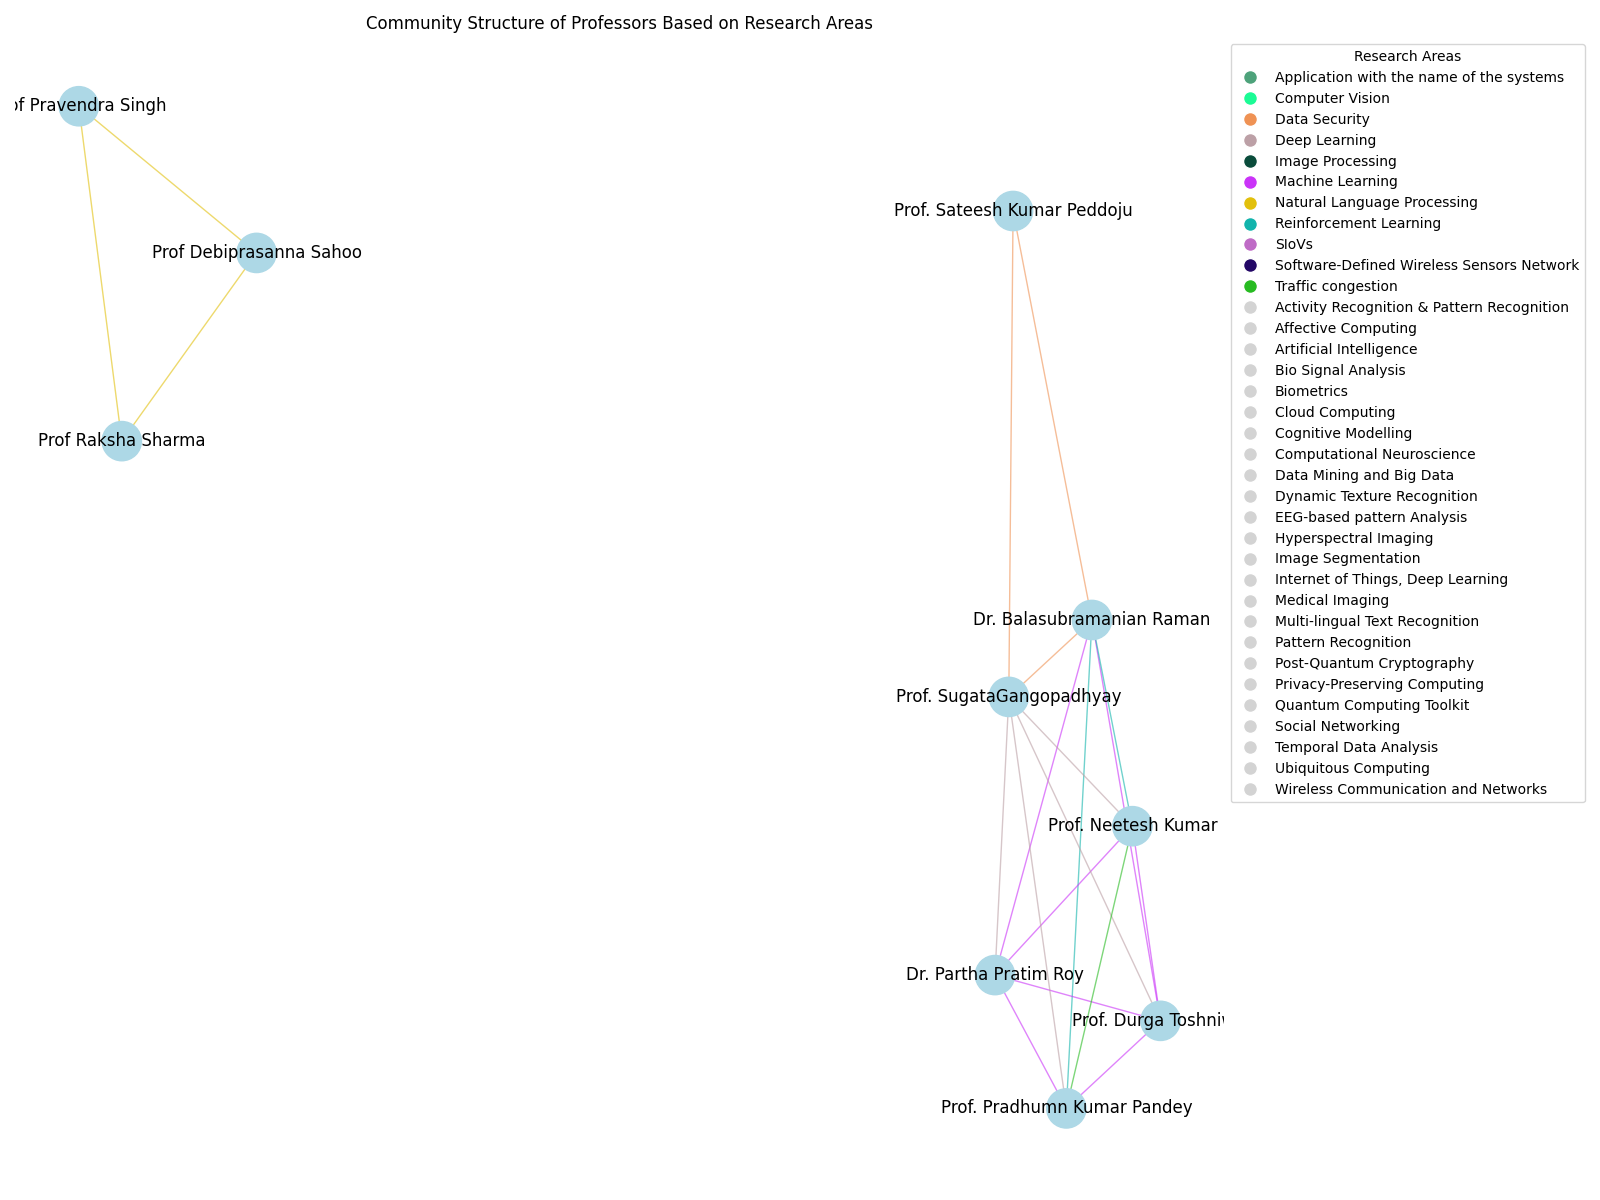 Community Structure of Professors Based on Research Areas
of Pravendra Singh
Prof Debiprasanna Sahoo
Prof Raksha Sharma
Prof. Sateesh Kumar Peddoju
Dr. Balasubramanian Raman
Prof. SugataGangopadhyay
Prof. Neetesh Kumar
Dr. Partha Pratim Roy
Prof. Durga Toshniw
Prof. Pradhumn Kumar Pandey
Research Areas
Application with the name of the systems
Computer Vision
Data Security
Deep Learning
Image Processing
Machine Learning
Natural Language Processing
Reinforcement Learning
SIoVs
Software-Defined Wireless Sensors Network
Traffic congestion
Activity Recognition & Pattern Recognition
Affective Computing
Artificial Intelligence
Bio Signal Analysis
Biometrics
Cloud Computing
Cognitive Modelling
Computational Neuroscience
Data Mining and Big Data
Dynamic Texture Recognition
EEG-based pattern Analysis
Hyperspectral Imaging
Image Segmentation
Internet of Things, Deep Learning
Medical Imaging
Multi-lingual Text Recognition
Pattern Recognition
Post-Quantum Cryptography
Privacy-Preserving Computing
Quantum Computing Toolkit
Social Networking
Temporal Data Analysis
Ubiquitous Computing
Wireless Communication and Networks